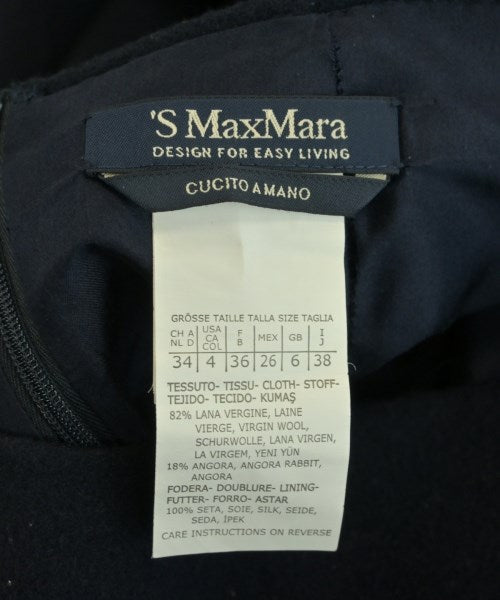 'S MaxMara
DESIGN FOR EASY LIVING
CUCITO A MANO
GRÖSSE TAILLE TALLA SIZE TAGLIA
CH A USA F MEX GB I
NL D CA B J
COL
34 4 36 26 6 38
TESSUTO- TISSU- CLOTH- STOFF-
TEJIDO- TECIDO- KUMAŞ
82% LANA VERGINE, LAINE
VIERGE, VIRGIN WOOL,
SCHURWOLLE, LANA VIRGEN,
LA VIRGEM, YENI YÜN
18% ANGORA, ANGORA RABBIT,
ANGORA
FODERA- DOUBLURE- LINING-
FUTTER- FORRO- ASTAR
100% SETA, SOIE, SILK, SEIDE,
SEDA, İPEK
CARE INSTRUCTIONS ON REVERSE